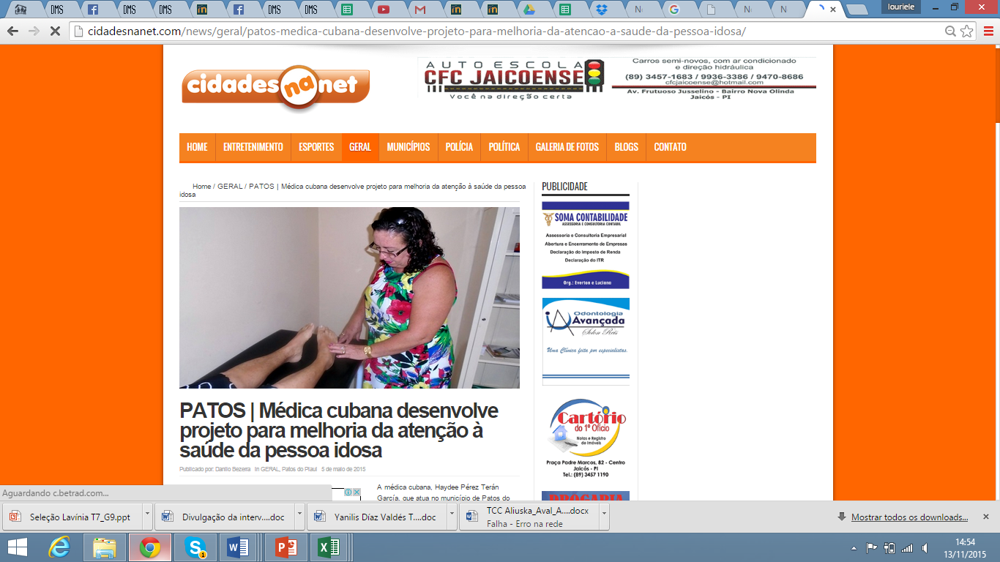 DMS
DMS
DMS
DMS
DMS
N
N
N
louriele
cidadesnanet.com/news/geral/patos-medica-cubana-desenvolve-projeto-para-melhoria-da-atencao-a-saude-da-pessoa-idosa/
cidadesnanet
AUTO ESCOLA
CFC JAICOENSE
Você na direção certa
Carros semi-novos, com ar condicionado
e direção hidráulica
(89) 3457-1683 / 9936-3386 / 9470-8686
cfcjaicoense@hotmail.com
Av. Frutuoso Jusselino - Bairro Nova Olinda
Jaicós - PI
HOME ENTRETENIMENTO ESPORTES GERAL MUNICÍPIOS POLÍCIA POLÍTICA GALERIA DE FOTOS BLOGS CONTATO
Home / GERAL / PATOS | Médica cubana desenvolve projeto para melhoria da atenção à saúde da pessoa
idosa
PATOS | Médica cubana desenvolve
projeto para melhoria da atenção à
saúde da pessoa idosa
Publicado por: Danilo Bezerra In GERAL, Patos do Piauí 5 de maio de 2015
A médica cubana, Haydee Pérez Terán
García, que atua no município de Patos do
PUBLICIDADE
SOMA CONTABILIDADE
ASSESSORIA E CONSULTORIA CONTÁBIL
Assessoria e Consultoria Empresarial
Abertura e Encerramento de Empresas
Declaração do Imposto de Renda
Declaração do ITR
Org.: Everton e Luciana
Odontologia
Avançada
Solon Reis
Uma Clínica feita por especialistas.
Cartório
do 1º Ofício
Notas e Registro
de Imóveis
Praça Padre Marcos, 82 - Centro
Jaicós - PI
Tel.: (89) 3457 1190
DROGARIA
Aguardando c.betrad.com...
Seleção Lavínia T7_G9.ppt
Divulgação da interv....doc
Yanilis Díaz Valdés T....doc
TCC Aliuska_Aval_A....docx
Falha - Erro na rede
Mostrar todos os downloads...
14:54
13/11/2015